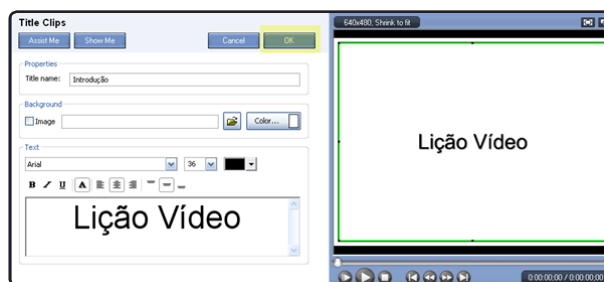 Title Clips
640x480, Shrink to fit
Assist Me Show Me Cancel OK
Properties
Title name: Introdução
Background
Image Color...
Text
Arial 36
B I U A
Lição Vídeo
Lição Vídeo
0:00:00:00 / 0:00:00:00